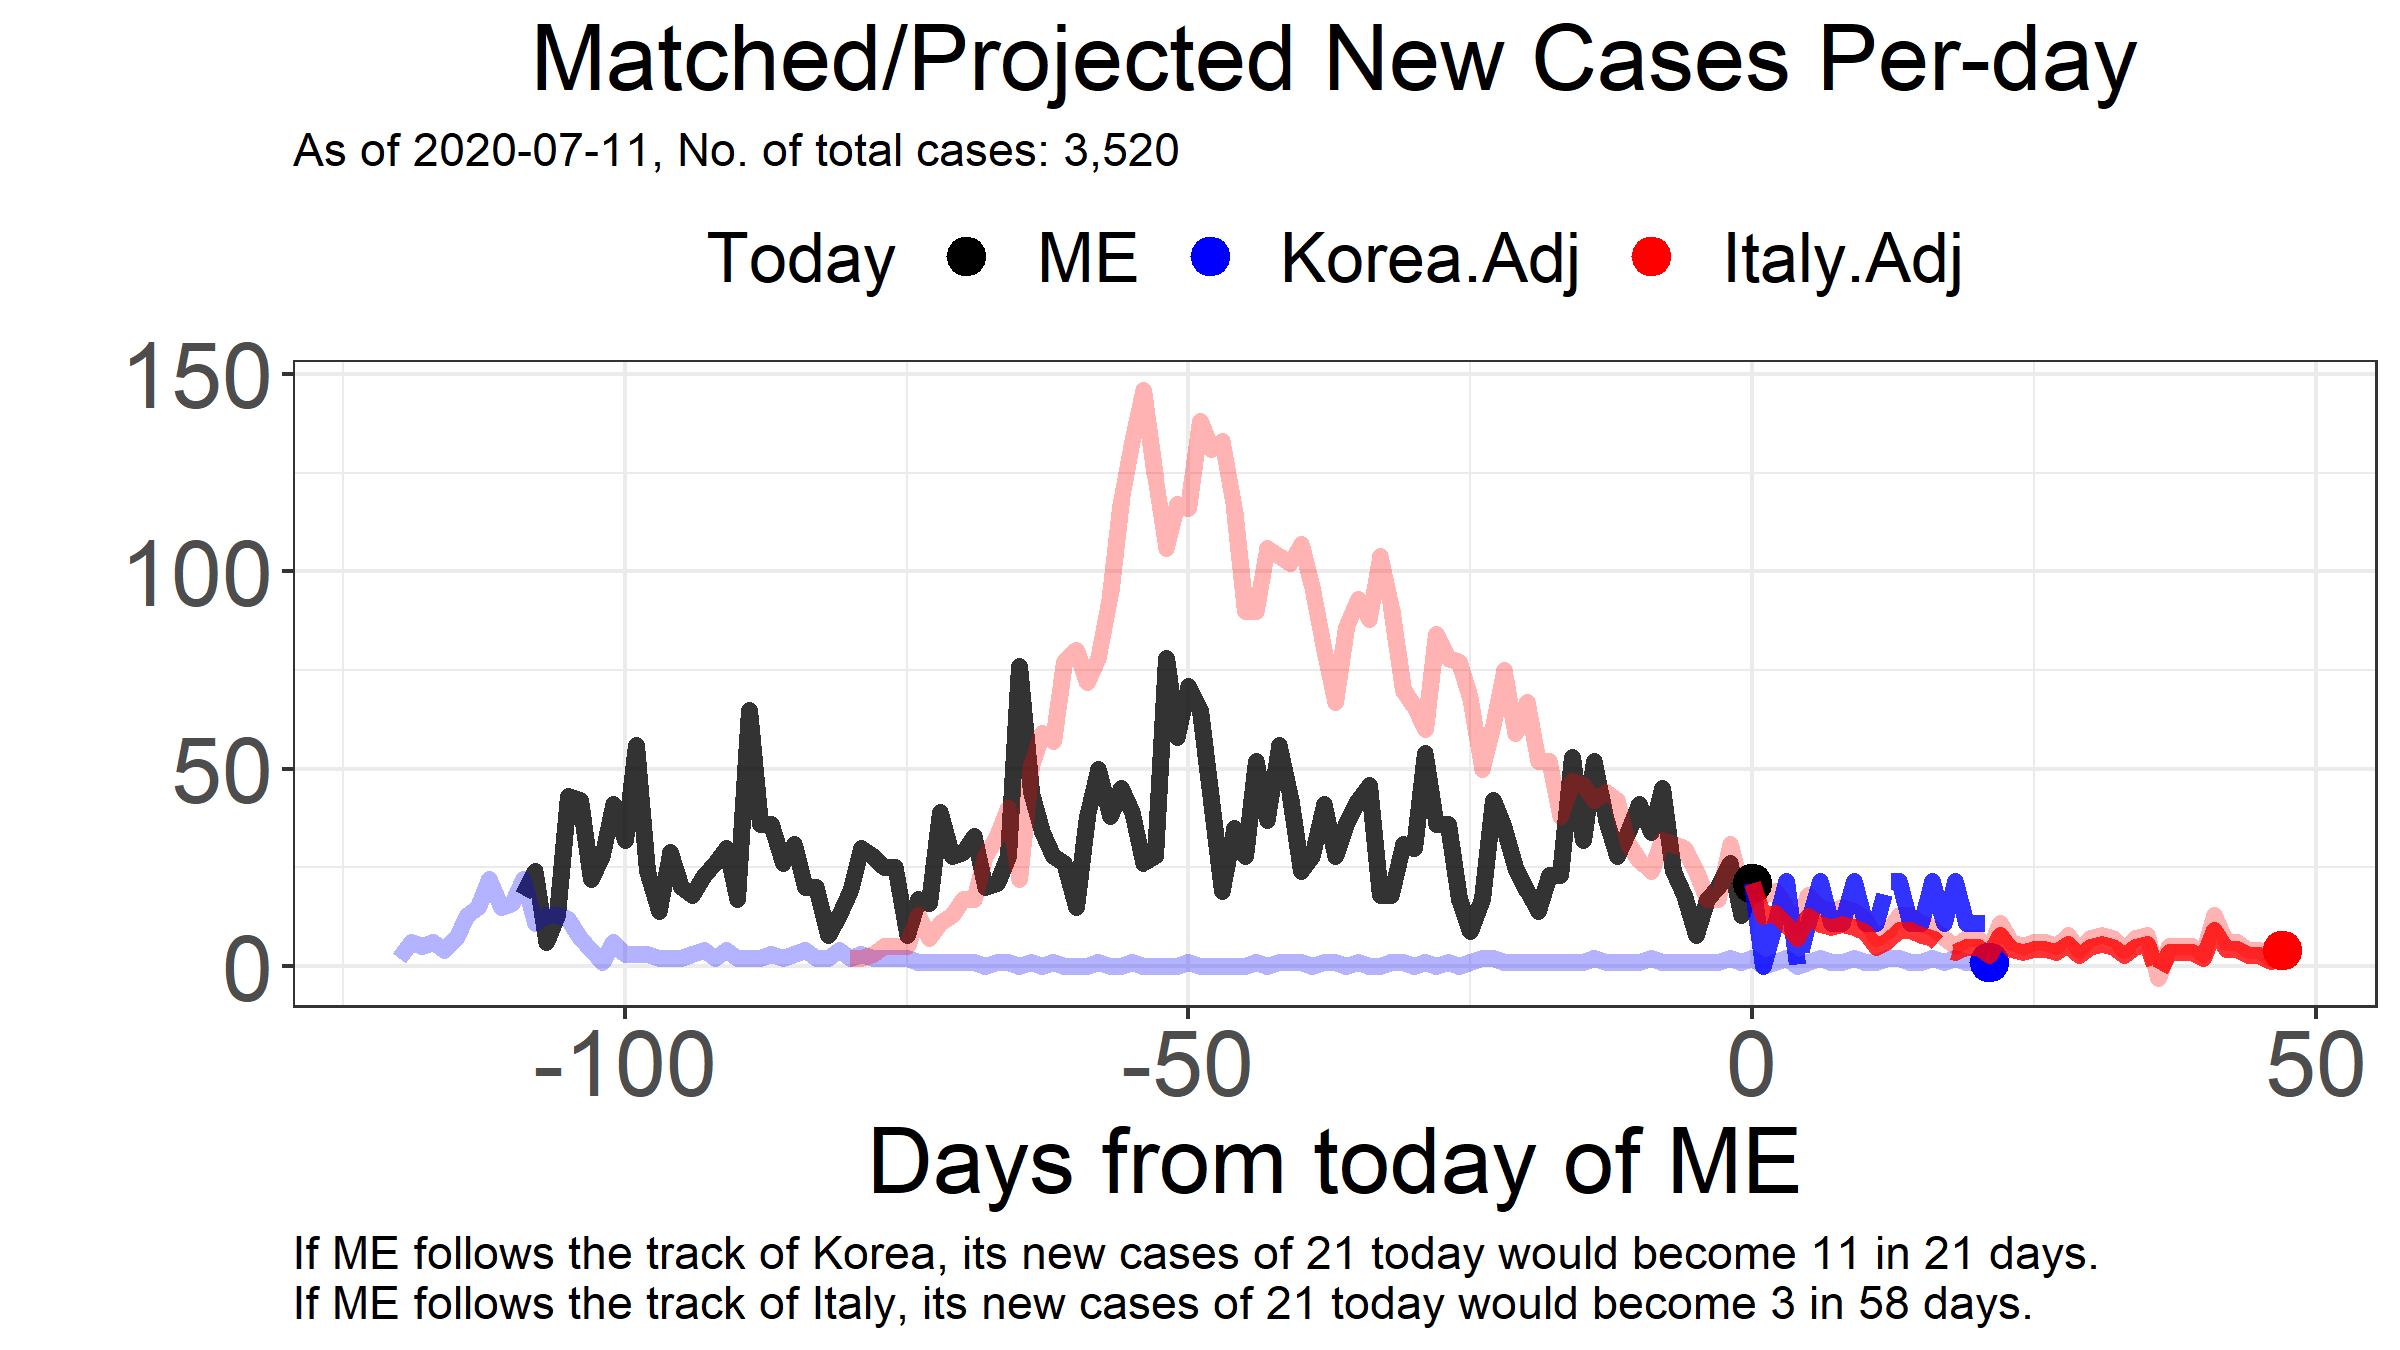 Matched/Projected New Cases Per-day
As of 2020-07-11, No. of total cases: 3,520
Today ME Korea.Adj Italy.Adj
150
100
50
0
-100 -50 0 50
Days from today of ME
If ME follows the track of Korea, its new cases of 21 today would become 11 in 21 days.
If ME follows the track of Italy, its new cases of 21 today would become 3 in 58 days.